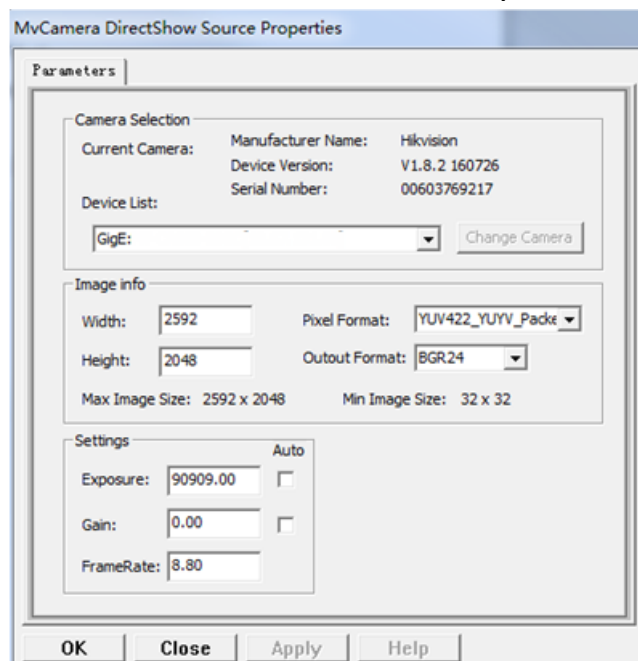 MvCamera DirectShow Source Properties
Parameters
Camera Selection
Current Camera: Manufacturer Name: Hikvision
Device Version: V1.8.2 160726
Serial Number: 00603769217
Device List:
GigE: Change Camera
Image info
Width: 2592 Pixel Format: YUV422_YUYV_Packe
Height: 2048 Outout Format: BGR24
Max Image Size: 2592 x 2048 Min Image Size: 32 x 32
Settings
Auto
Exposure: 90909.00
Gain: 0.00
FrameRate: 8.80
OK Close Apply Help